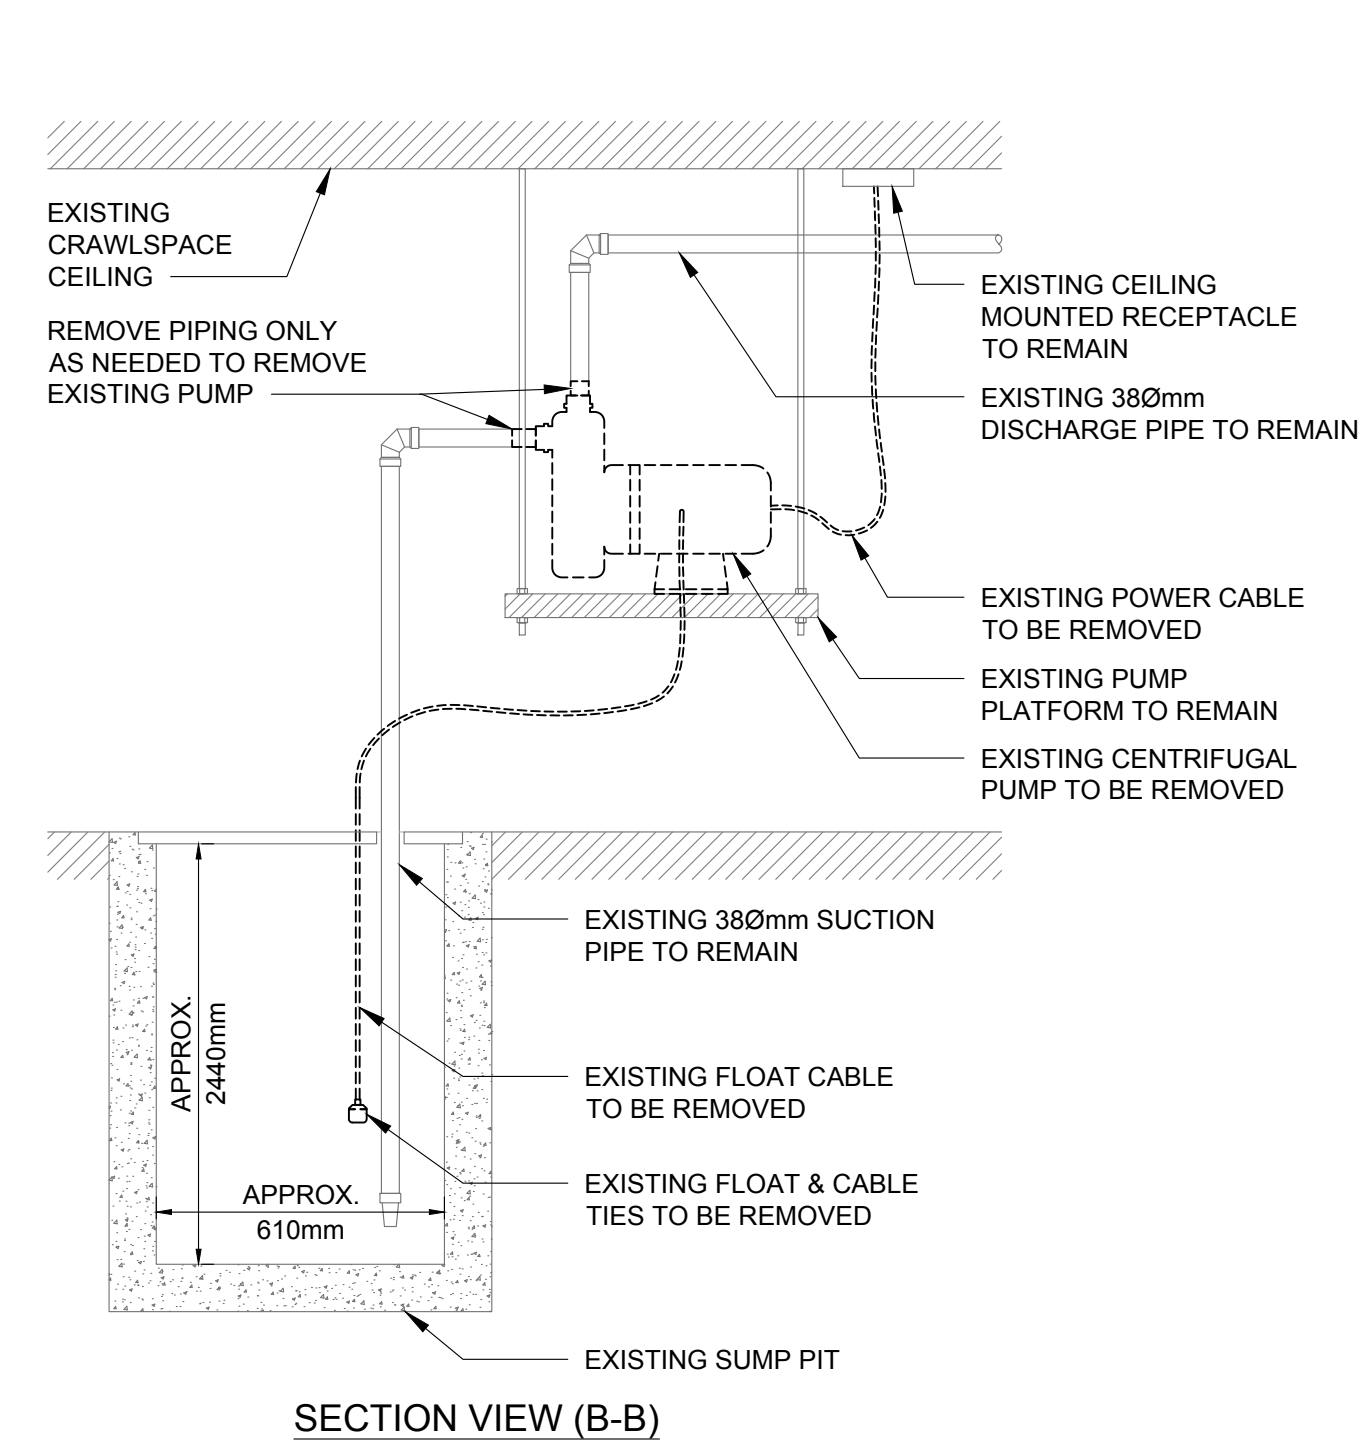 EXISTING
CRAWLSPACE
CEILING
REMOVE PIPING ONLY
AS NEEDED TO REMOVE
EXISTING PUMP
EXISTING CEILING
MOUNTED RECEPTACLE
TO REMAIN
EXISTING 38Ømm
DISCHARGE PIPE TO REMAIN
EXISTING POWER CABLE
TO BE REMOVED
EXISTING PUMP
PLATFORM TO REMAIN
EXISTING CENTRIFUGAL
PUMP TO BE REMOVED
EXISTING 38Ømm SUCTION
PIPE TO REMAIN
APPROX.
2440mm
EXISTING FLOAT CABLE
TO BE REMOVED
APPROX.
610mm
EXISTING FLOAT & CABLE
TIES TO BE REMOVED
EXISTING SUMP PIT
SECTION VIEW (B-B)